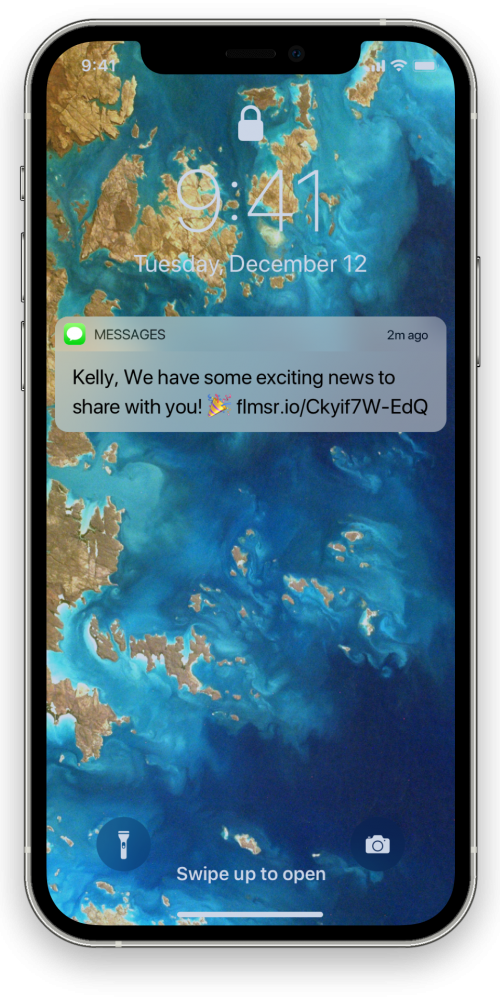 9:41
9:41
Tuesday, December 12
MESSAGES 2m ago
Kelly, We have some exciting news to
share with you! 🎉 flmsr.io/Ckyif7W-EdQ
Swipe up to open